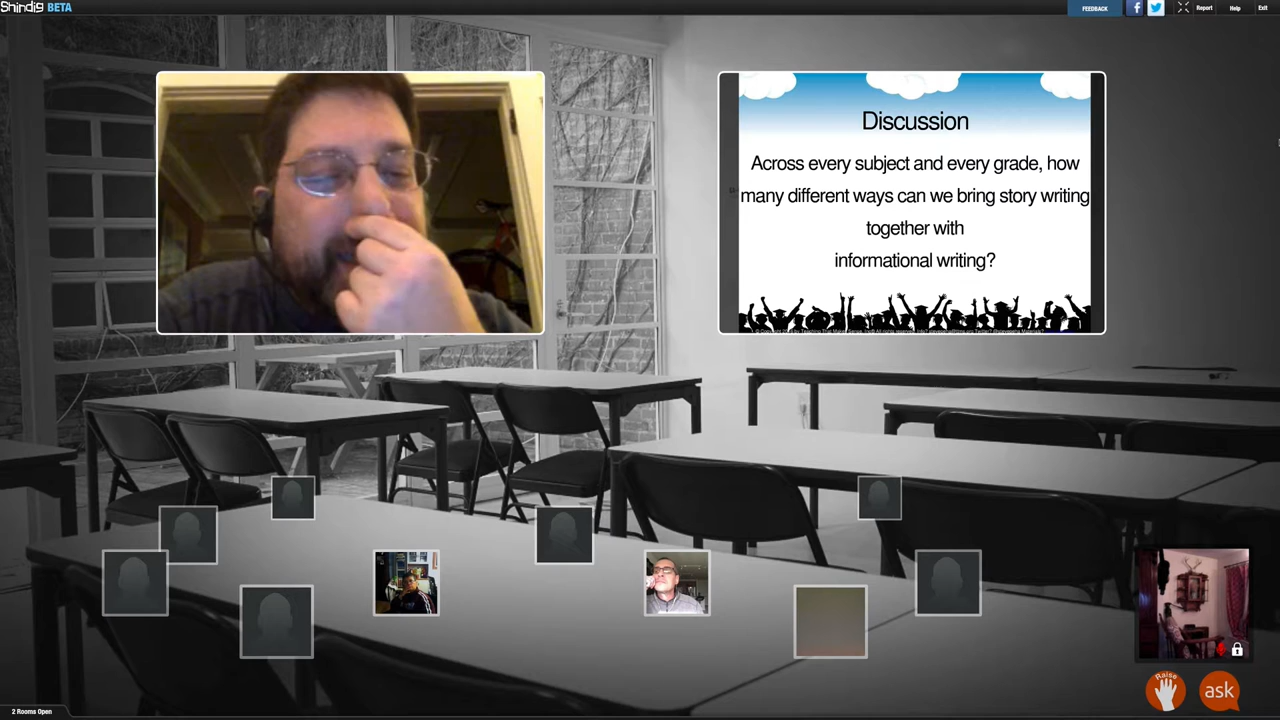 Shindig BETA
FEEDBACK
Report
Help
Exit
Discussion
Across every subject and every grade, how
many different ways can we bring story writing
together with
informational writing?
Raise
ask
2 Rooms Open